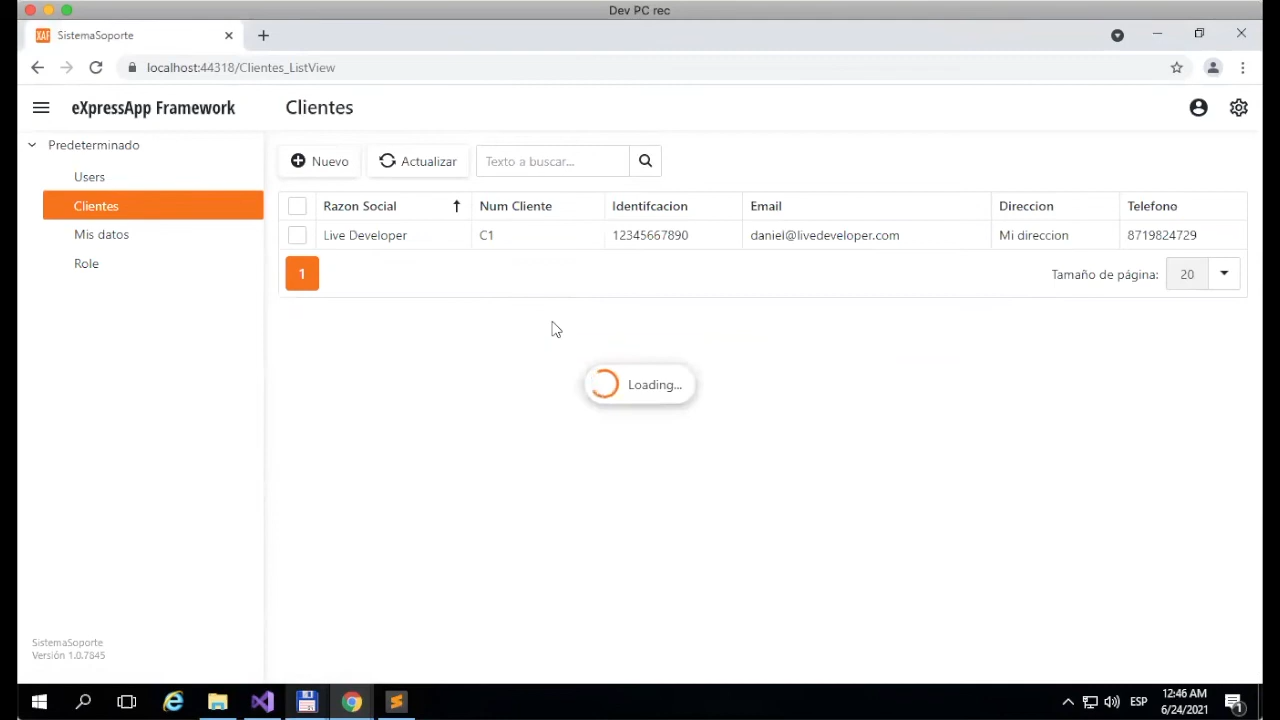 Dev PC rec
XAF SistemaSoporte
localhost:44318/Clientes_ListView
eXpressApp Framework
Clientes
Predeterminado
Users
Clientes
Mis datos
Role
Nuevo
Actualizar
Texto a buscar...
Razon Social
Num Cliente
Identifcacion
Email
Direccion
Telefono
Live Developer
C1
12345667890
daniel@livedeveloper.com
Mi direccion
8719824729
1
Tamaño de página:
20
Loading...
SistemaSoporte
Versión 1.0.7845
ESP
12:46 AM
6/24/2021
1